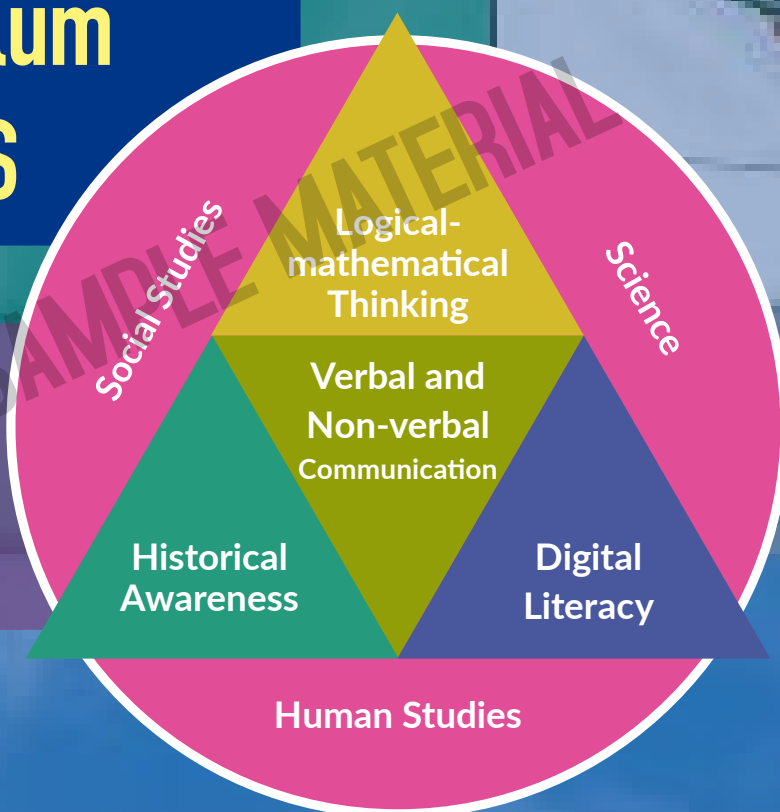 SAMPLE MATERIAL
Social Studies
Science
Logical-
mathematical
Thinking
Verbal and
Non-verbal
Communication
Historical
Awareness
Digital
Literacy
Human Studies